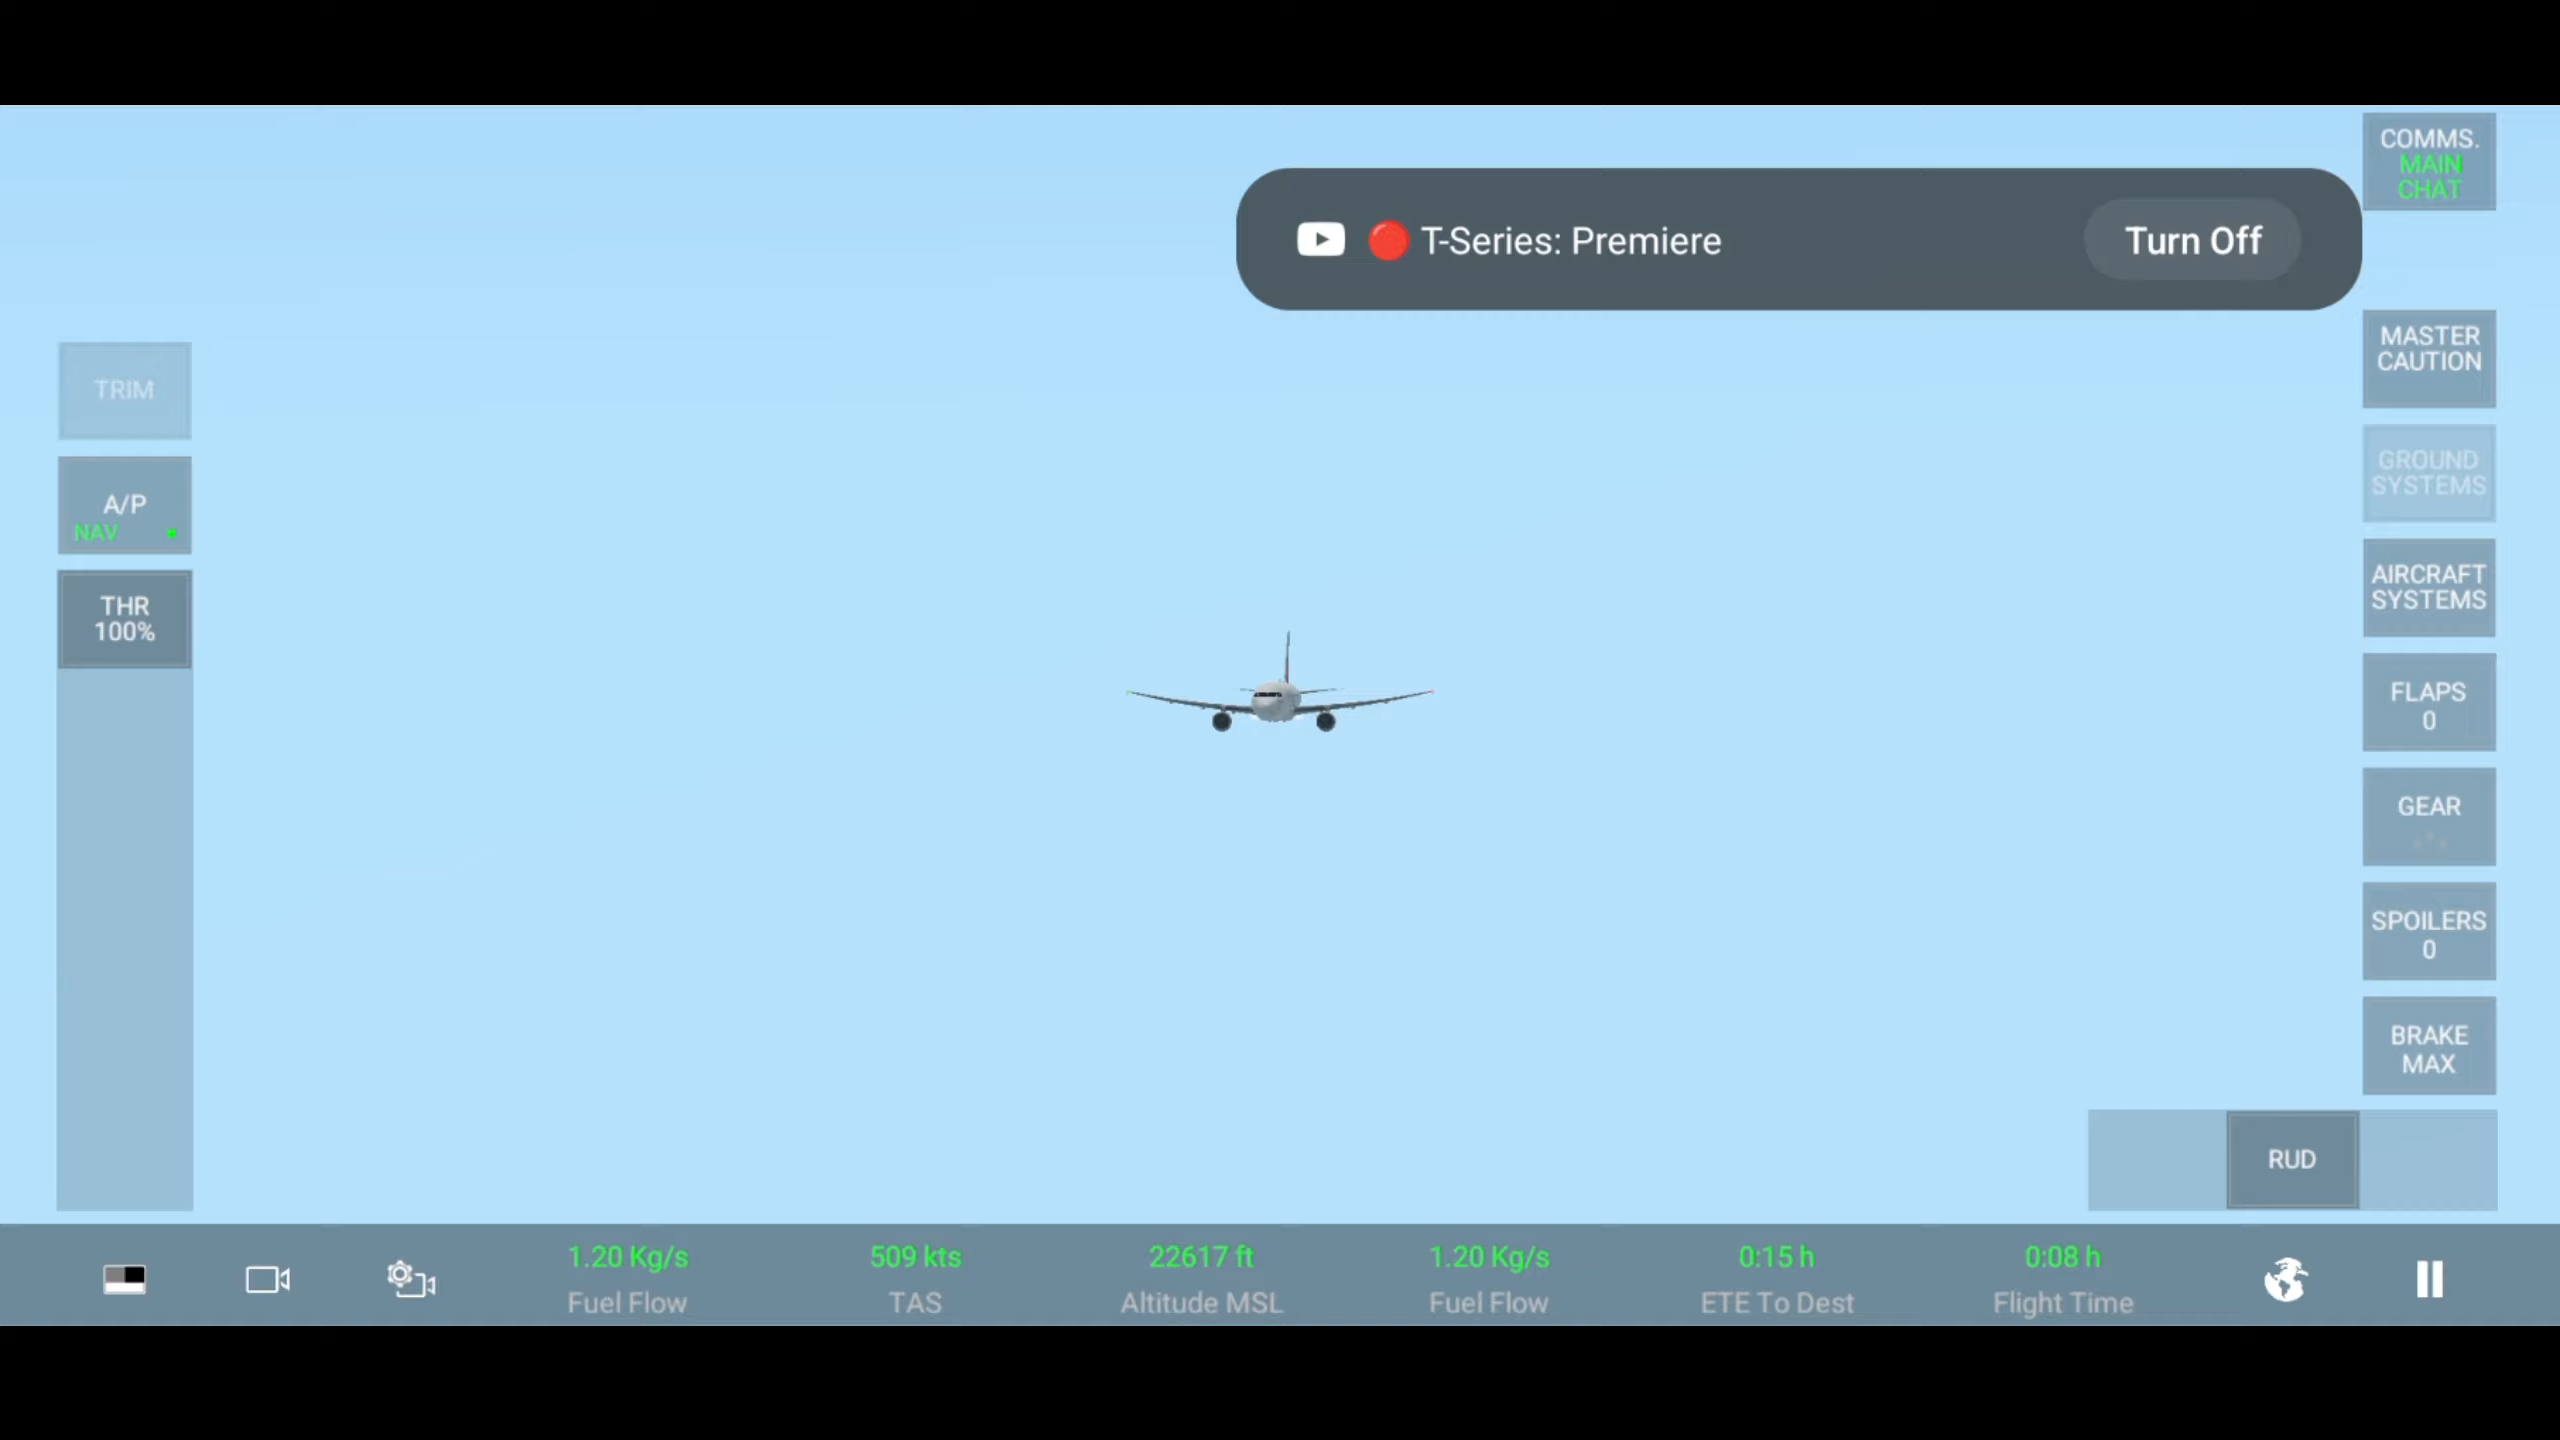 COMMS.
MAIN
CHAT
🔴 T-Series: Premiere
Turn Off
MASTER
CAUTION
TRIM
GROUND
SYSTEMS
A/P
NAV
AIRCRAFT
SYSTEMS
THR
100%
FLAPS
0
GEAR
SPOILERS
0
BRAKE
MAX
RUD
1.20 Kg/s
Fuel Flow
509 kts
TAS
22617 ft
Altitude MSL
1.20 Kg/s
Fuel Flow
0:15 h
ETE To Dest
0:08 h
Flight Time